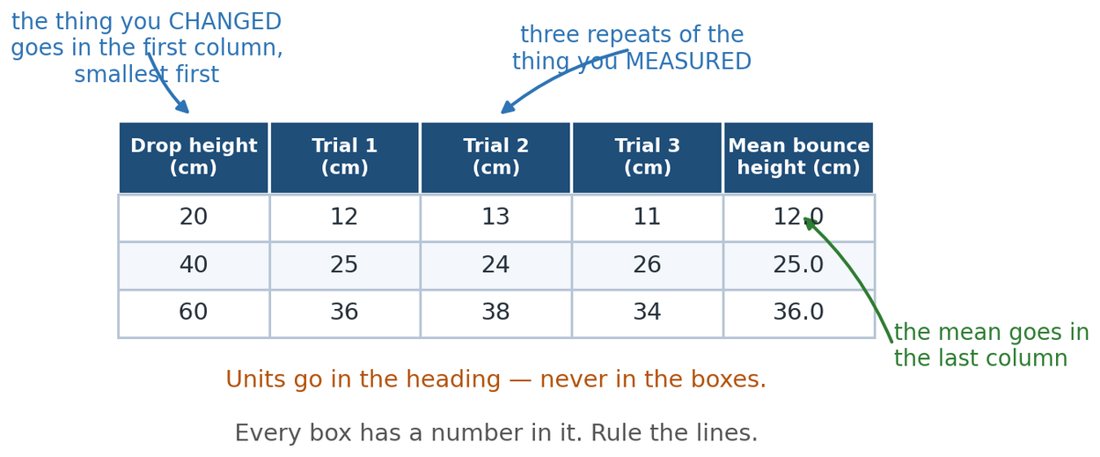 the thing you CHANGED
goes in the first column,
smallest first
three repeats of the
thing you MEASURED
Drop height (cm) Trial 1 (cm) Trial 2 (cm) Trial 3 (cm) Mean bounce height (cm)
20 12 13 11 12.0
40 25 24 26 25.0
60 36 38 34 36.0
the mean goes in
the last column
Units go in the heading — never in the boxes.
Every box has a number in it. Rule the lines.